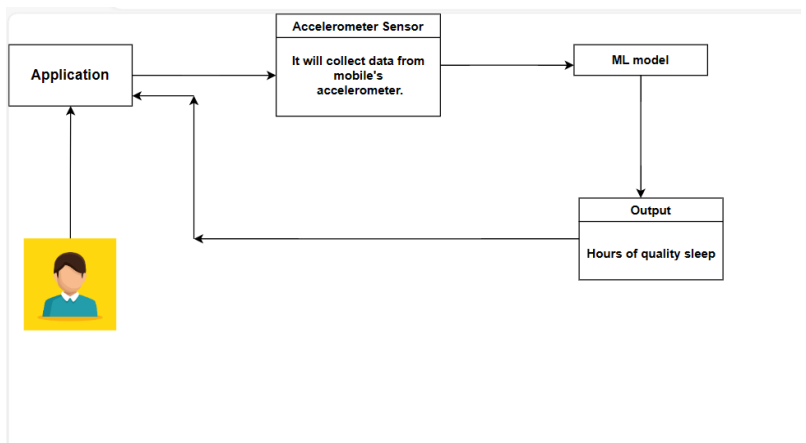 Accelerometer Sensor
Application
It will collect data from
mobile's
accelerometer.
ML model
Output
Hours of quality sleep